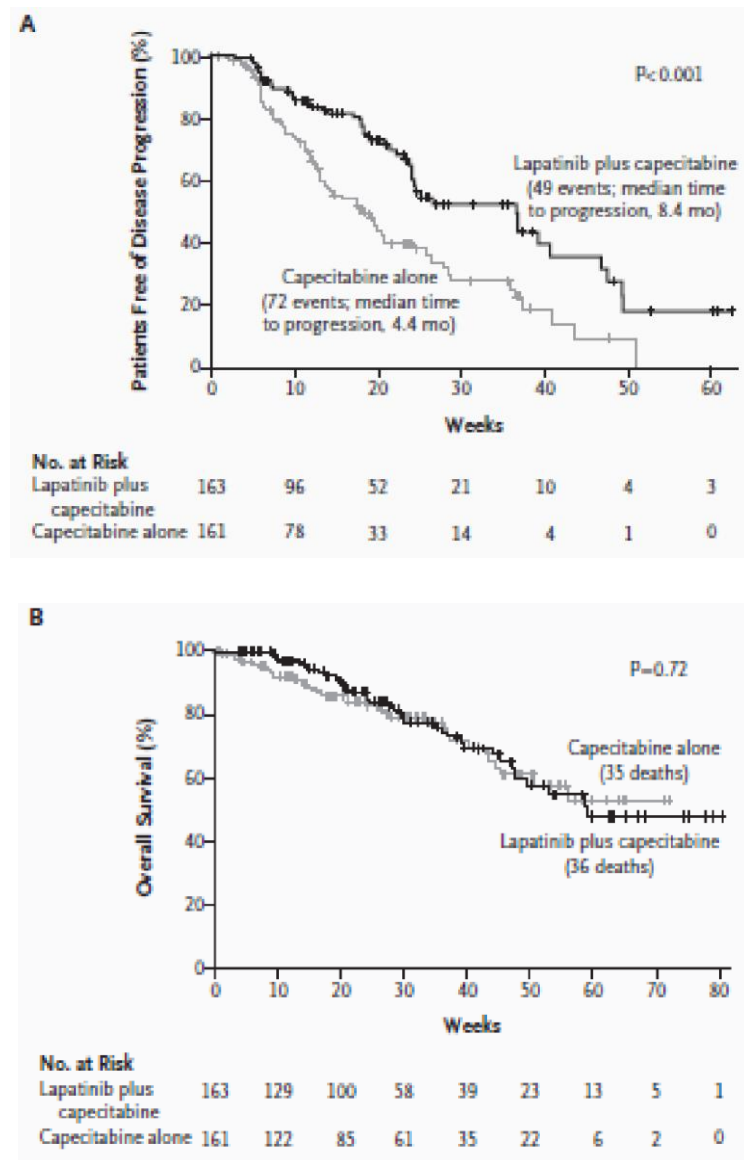 A
Patients Free of Disease Progression (%)
100
80
60
40
20
0
P<0.001
Lapatinib plus capecitabine
(49 events; median time
to progression, 8.4 mo)
Capecitabine alone
(72 events; median time
to progression, 4.4 mo)
0 10 20 30 40 50 60
Weeks
No. at Risk
Lapatinib plus
capecitabine
163 96 52 21 10 4 3
Capecitabine alone 161 78 33 14 4 1 0
B
Overall Survival (%)
100
80
60
40
20
0
P=0.72
Capecitabine alone
(35 deaths)
Lapatinib plus capecitabine
(36 deaths)
0 10 20 30 40 50 60 70 80
Weeks
No. at Risk
Lapatinib plus
capecitabine
163 129 100 58 39 23 13 5 1
Capecitabine alone 161 122 85 61 35 22 6 2 0